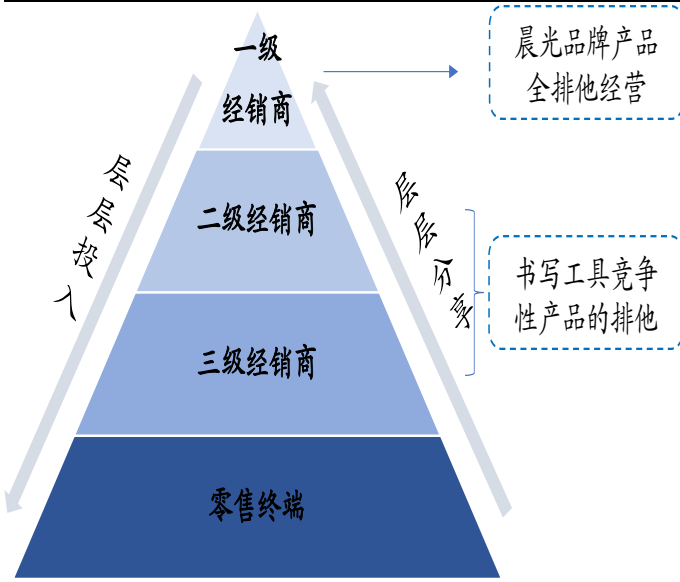 一级
经销商
二级经销商
三级经销商
零售终端
层层投入
层层分享
晨光品牌产品
全排他经营
书写工具竞争
性产品的排他